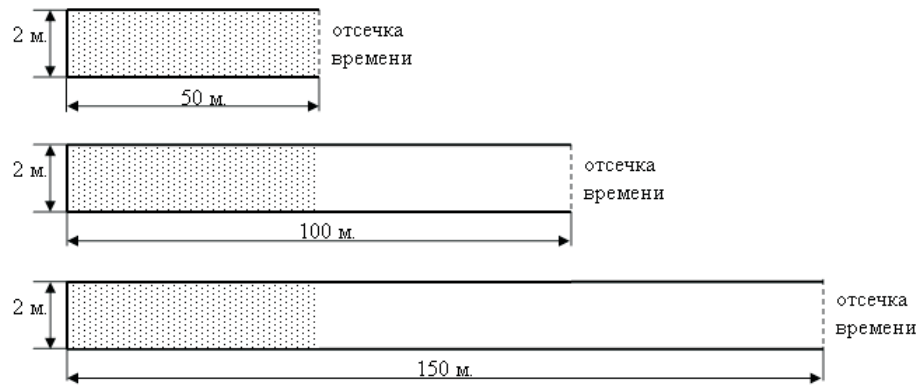 2 м.
отсечка
времени
50 м.
2 м.
отсечка
времени
100 м.
2 м.
отсечка
времени
150 м.